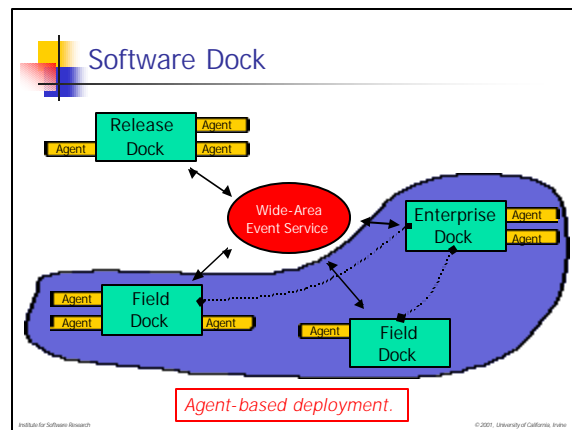 Software Dock
Release
Dock
Agent
Agent
Agent
Wide-Area
Event Service
Enterprise
Dock
Agent
Agent
Field
Dock
Agent
Agent
Agent
Field
Dock
Agent
Agent-based deployment.
Institute for Software Research
© 2001, University of California, Irvine